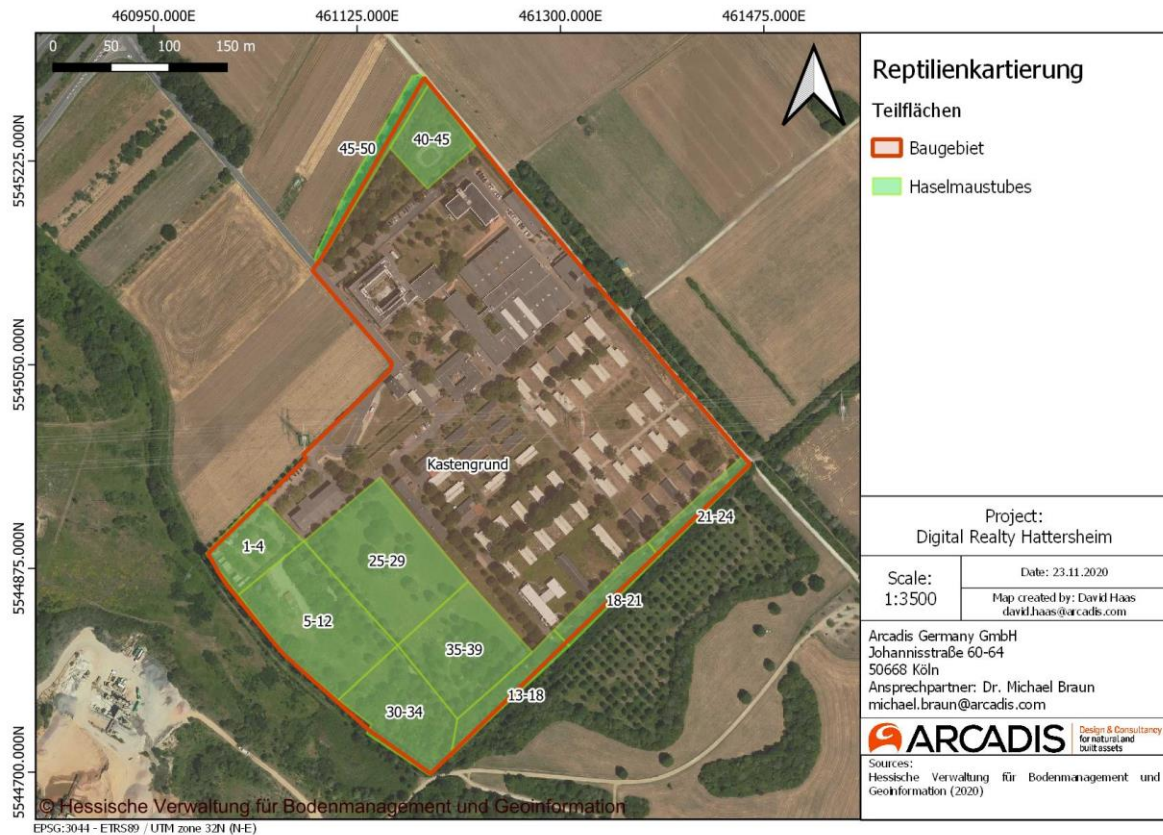 460950.000E 461125.000E 461300.000E 461475.000E
0 50 100 150 m
5545225.000N
5545050.000N
5544875.000N
5544700.000N
45-50
40-45
Kastengrund
21-24
1-4
25-29
18-21
5-12
35-39
13-18
30-34
© Hessische Verwaltung für Bodenmanagement und Geoinformation
EPSG:3044 - ETRS89 / UTM zone 32N (N-E)
Reptilienkartierung
Teilflächen
Baugebiet
Haselmaustubes
Project:
Digital Realty Hattersheim
Scale:
1:3500
Date: 23.11.2020
Map created by: David Haas
david.haas@arcadis.com
Arcadis Germany GmbH
Johannisstraße 60-64
50668 Köln
Ansprechpartner: Dr. Michael Braun
michael.braun@arcadis.com
ARCADIS
Design & Consultancy
for natural and
built assets
Sources:
Hessische Verwaltung für Bodenmanagement und
Geoinformation (2020)